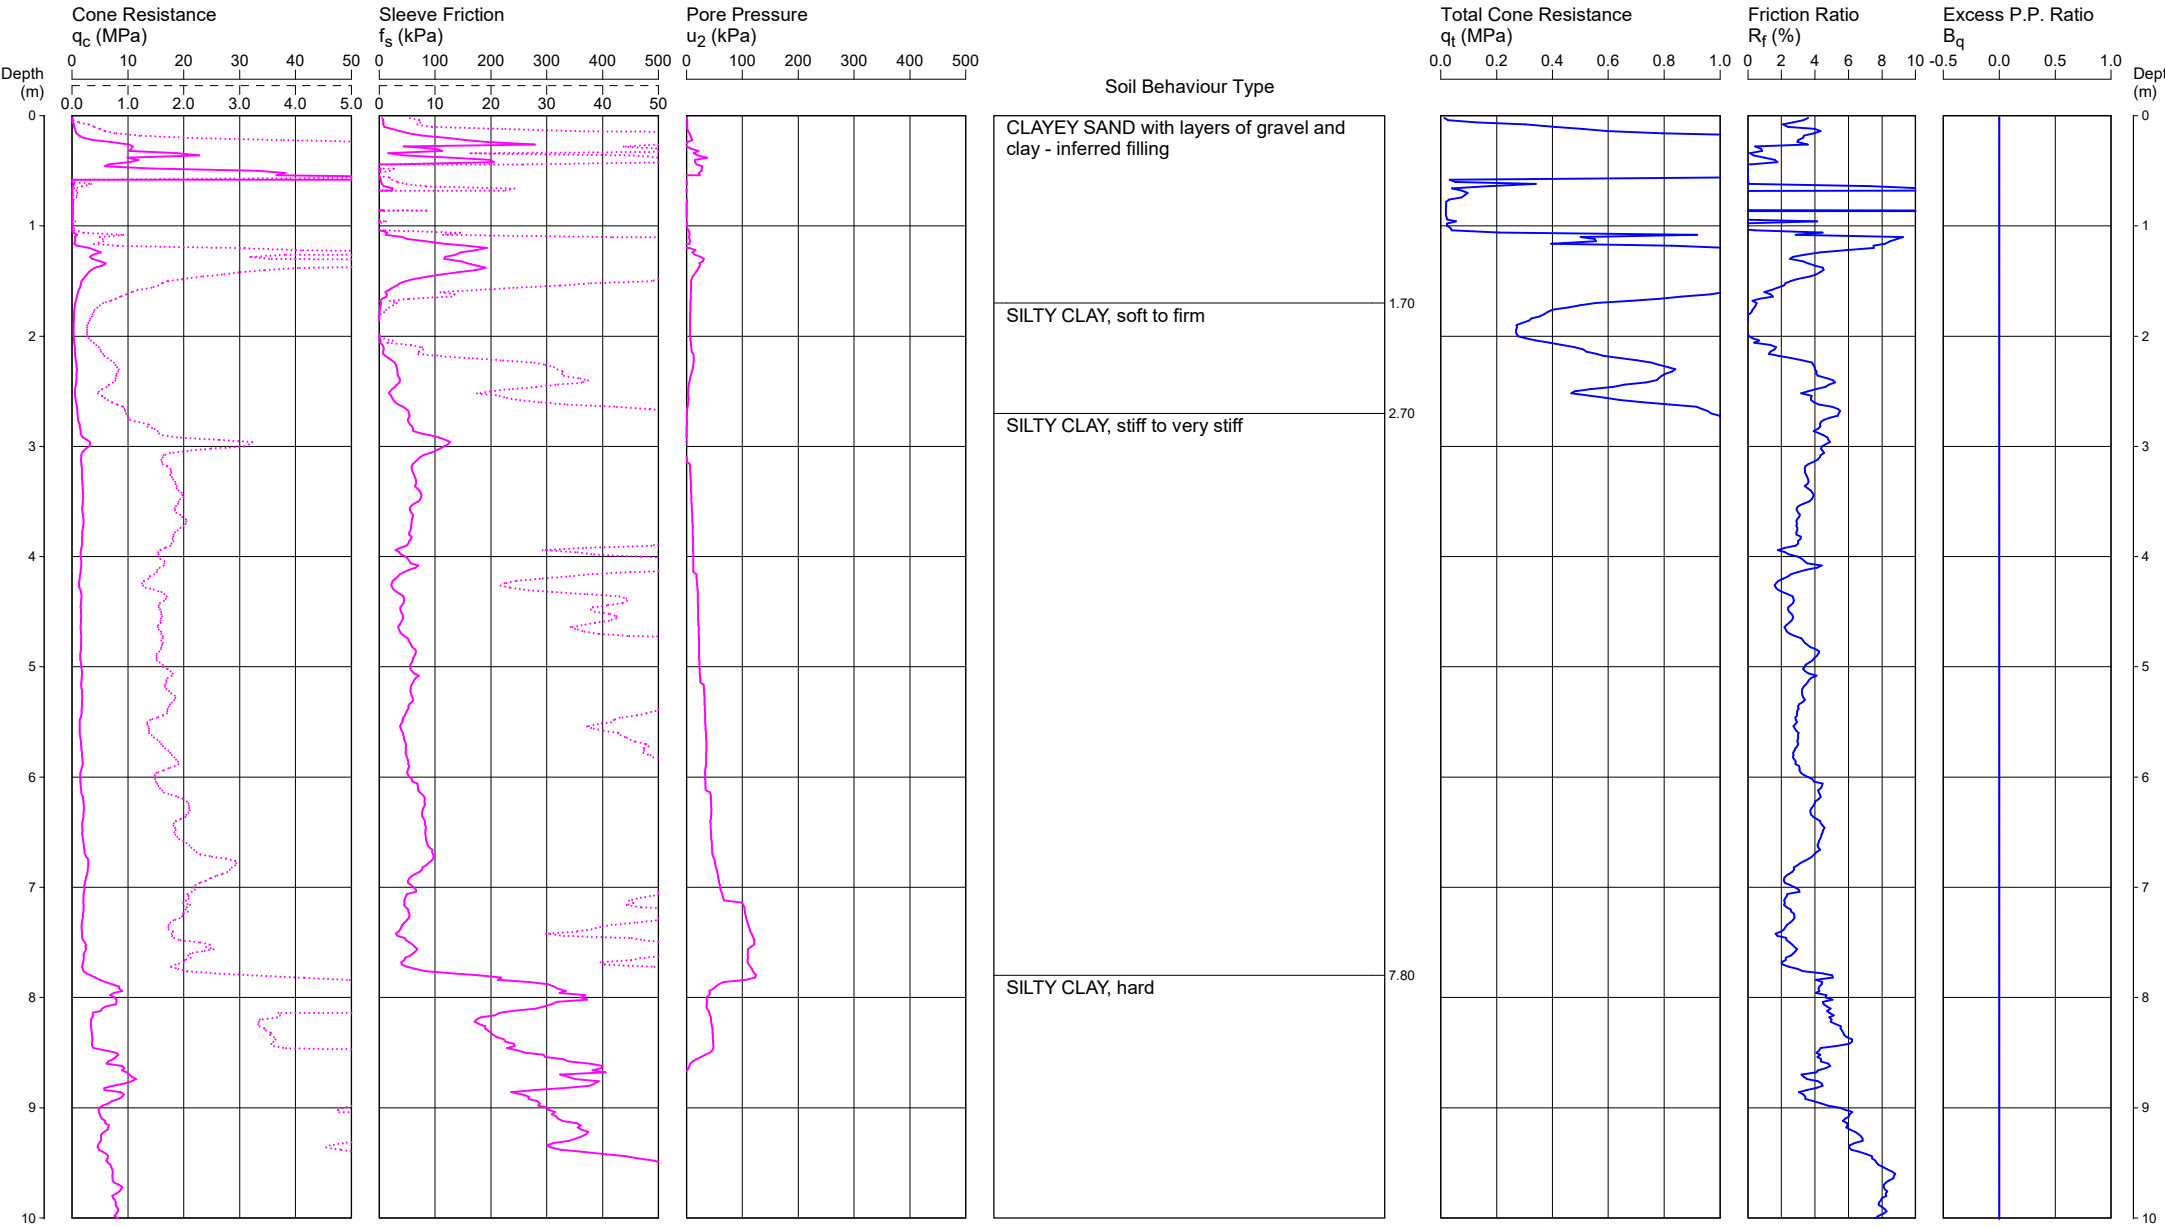 Cone Resistance
qc (MPa)
Sleeve Friction
fs (kPa)
Pore Pressure
u2 (kPa)
Total Cone Resistance
qt (MPa)
Friction Ratio
Rf (%)
Excess P.P. Ratio
Bq
Depth
(m)
0 10 20 30 40 50
0.0 1.0 2.0 3.0 4.0 5.0
0 100 200 300 400 500
0 10 20 30 40 50
0 100 200 300 400 500
Soil Behaviour Type
0.0 0.2 0.4 0.6 0.8 1.0
0 2 4 6 8 10
-0.5 0.0 0.5 1.0
Dept
(m)
0
CLAYEY SAND with layers of gravel and
clay - inferred filling
0
1
1
1.70
SILTY CLAY, soft to firm
2
2
2.70
SILTY CLAY, stiff to very stiff
3
3
4
4
5
5
6
6
7
7
7.80
SILTY CLAY, hard
8
8
9
9
10
10